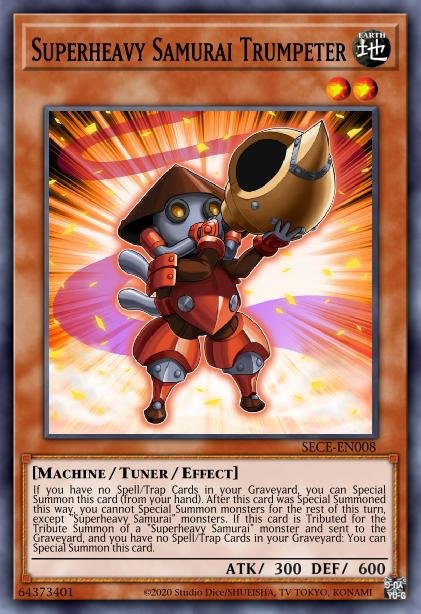 Superheavy Samurai Trumpeter
EARTH
地
SECE-EN008
[Machine / Tuner / Effect]
If you have no Spell/Trap Cards in your Graveyard, you can Special
Summon this card (from your hand). After this card was Special Summoned
this way, you cannot Special Summon monsters for the rest of this turn,
except "Superheavy Samurai" monsters. If this card is Tributed for the
Tribute Summon of a "Superheavy Samurai" monster and sent to the
Graveyard, and you have no Spell/Trap Cards in your Graveyard: You can
Special Summon this card.
ATK/ 300 DEF/ 600
64373401
©2020 Studio Dice/SHUEISHA, TV TOKYO, KONAMI